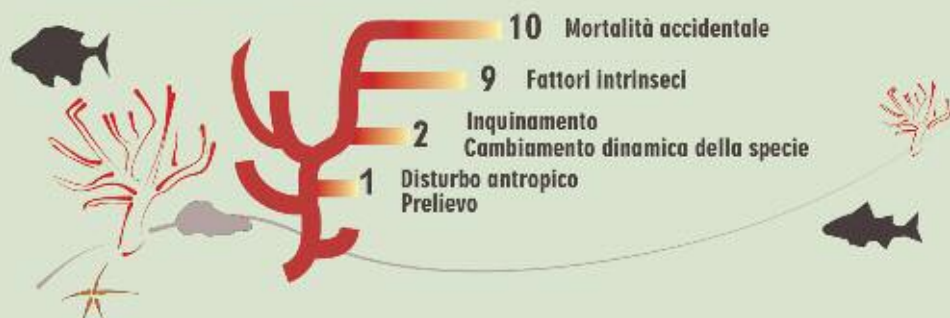 10 Mortalità accidentale
9 Fattori intrinseci
2 Inquinamento
Cambiamento dinamica della specie
1 Disturbo antropico
Prelievo